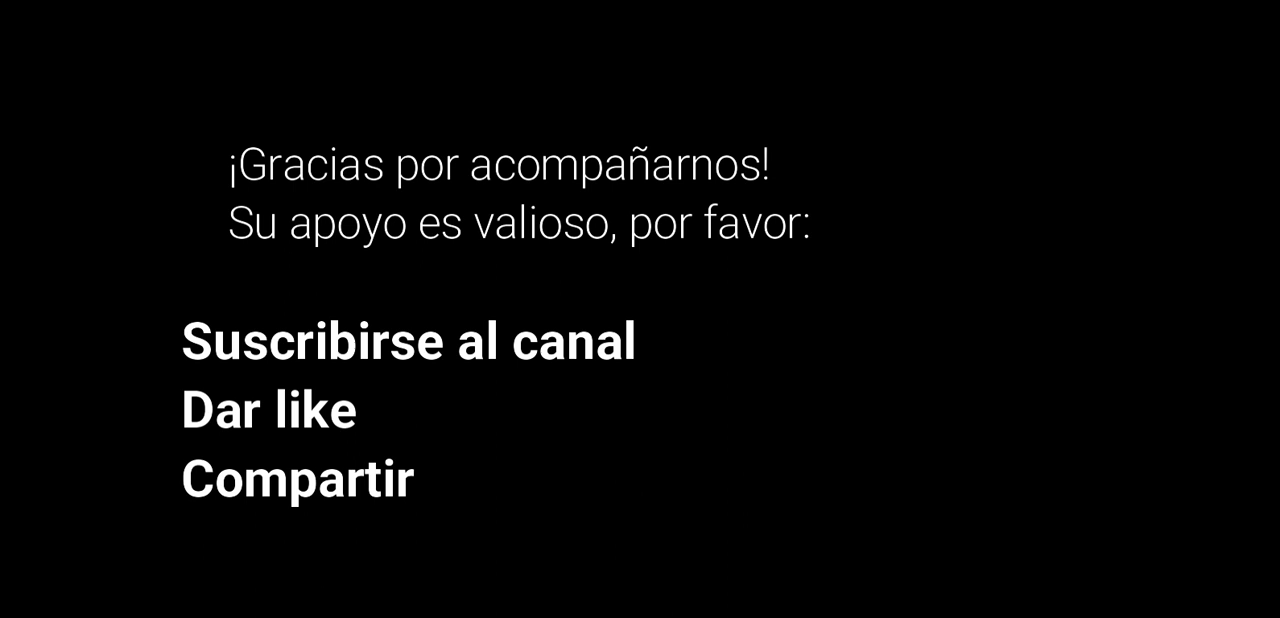 ¡Gracias por acompañarnos!
Su apoyo es valioso, por favor:
Suscribirse al canal
Dar like
Compartir